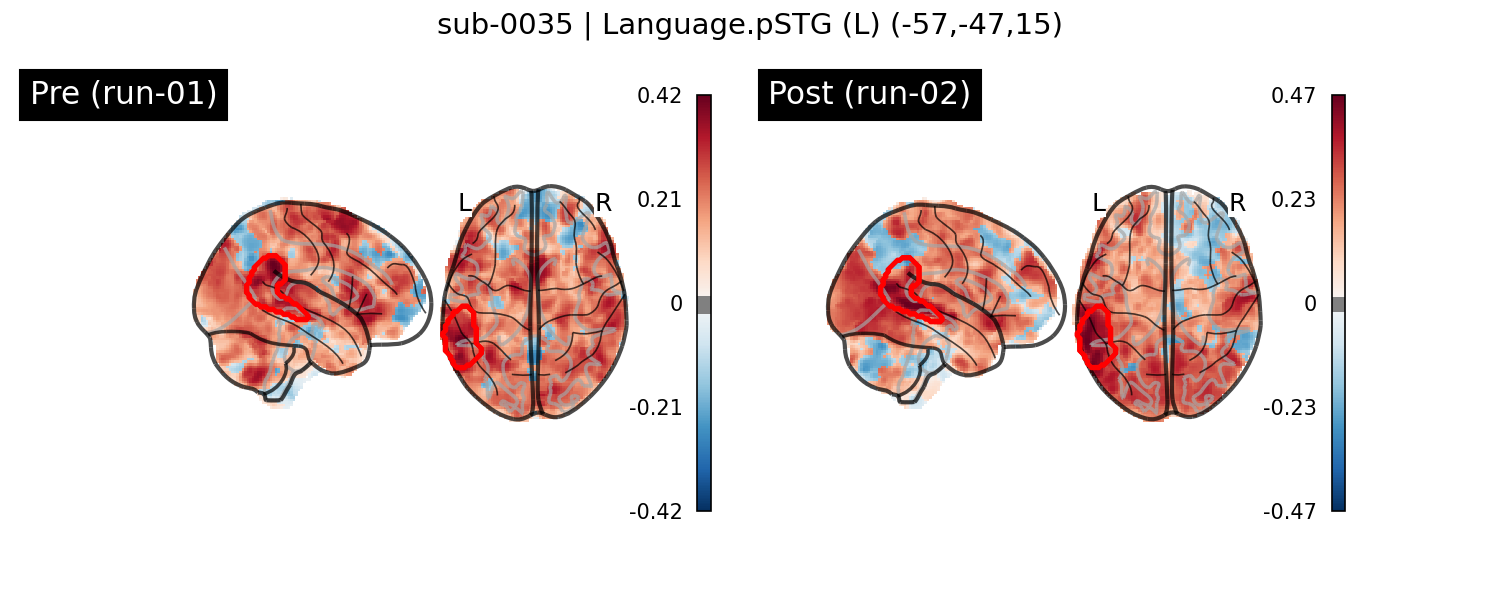 sub-0035 | Language.pSTG (L) (-57,-47,15)
Pre (run-01)
L
R
0.42
0.21
0
-0.21
-0.42
Post (run-02)
L
R
0.47
0.23
0
-0.23
-0.47